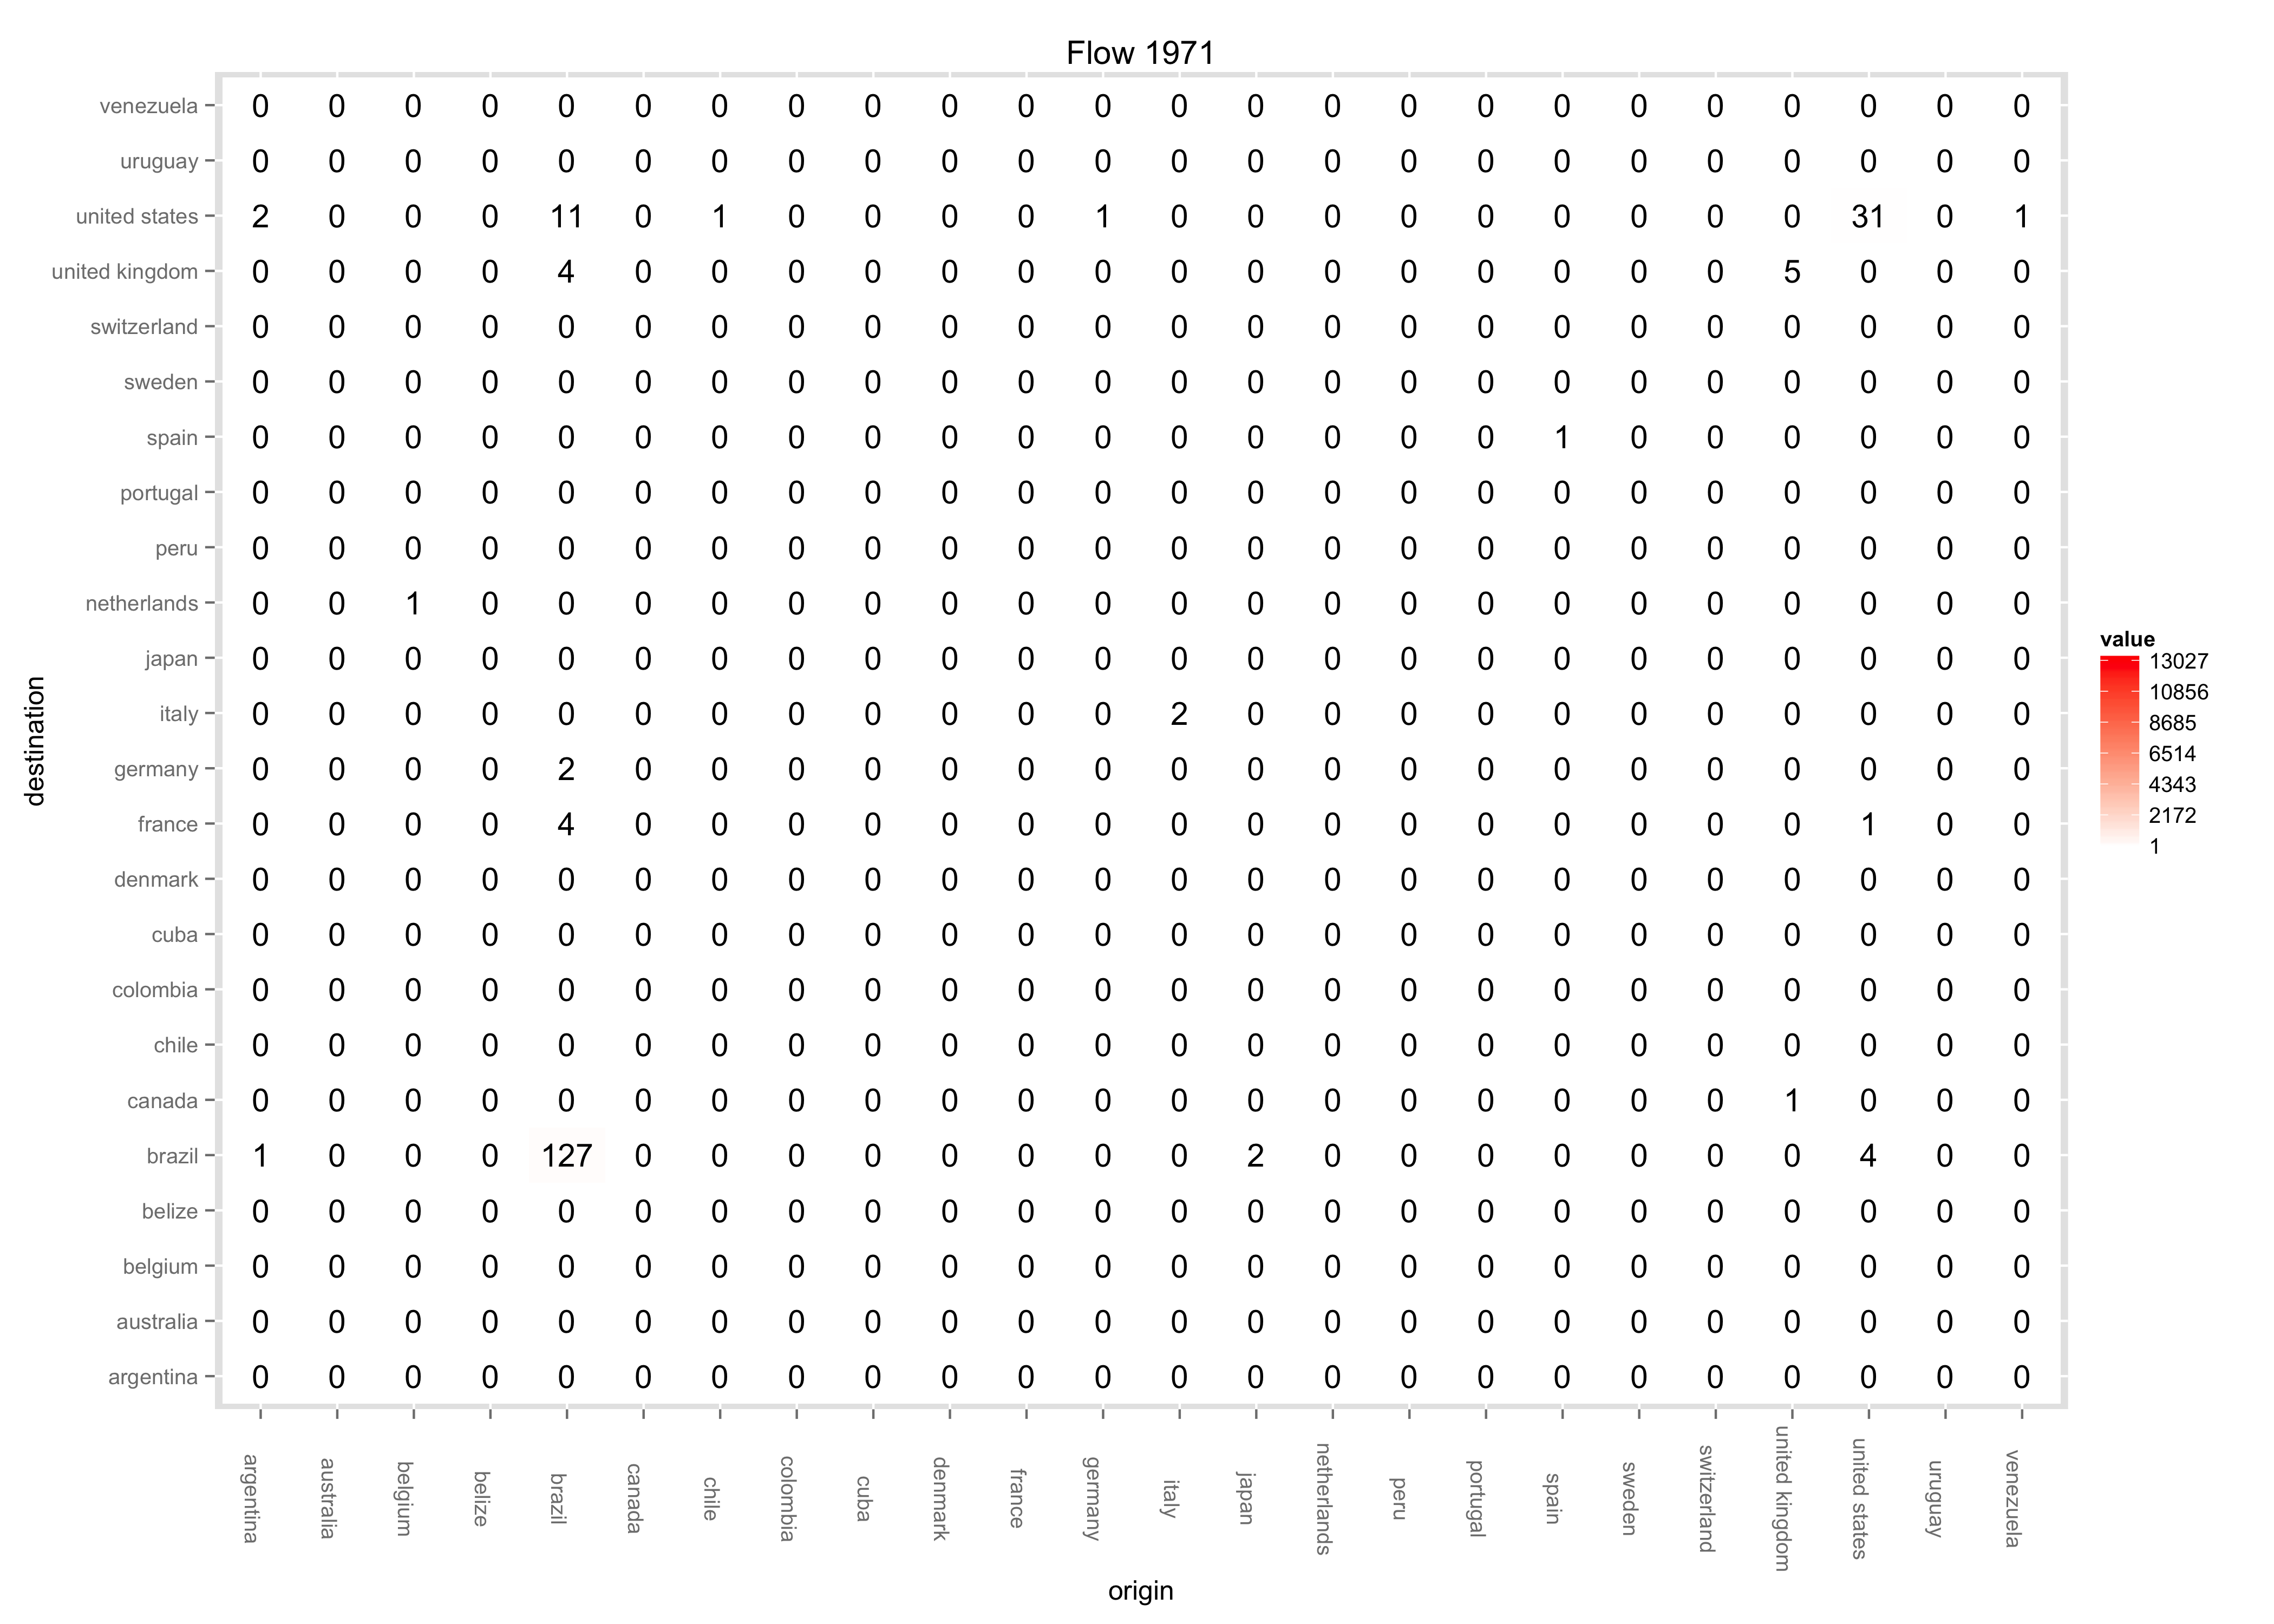 Flow 1971
venezuela 0 0 0 0 0 0 0 0 0 0 0 0 0 0 0 0 0 0 0 0 0 0 0 0
uruguay 0 0 0 0 0 0 0 0 0 0 0 0 0 0 0 0 0 0 0 0 0 0 0 0
united states 2 0 0 0 11 0 1 0 0 0 0 1 0 0 0 0 0 0 0 0 0 31 0 1
united kingdom 0 0 0 0 4 0 0 0 0 0 0 0 0 0 0 0 0 0 0 0 5 0 0 0
switzerland 0 0 0 0 0 0 0 0 0 0 0 0 0 0 0 0 0 0 0 0 0 0 0 0
sweden 0 0 0 0 0 0 0 0 0 0 0 0 0 0 0 0 0 0 0 0 0 0 0 0
spain 0 0 0 0 0 0 0 0 0 0 0 0 0 0 0 0 0 1 0 0 0 0 0 0
portugal 0 0 0 0 0 0 0 0 0 0 0 0 0 0 0 0 0 0 0 0 0 0 0 0
peru 0 0 0 0 0 0 0 0 0 0 0 0 0 0 0 0 0 0 0 0 0 0 0 0
netherlands 0 0 1 0 0 0 0 0 0 0 0 0 0 0 0 0 0 0 0 0 0 0 0 0
japan 0 0 0 0 0 0 0 0 0 0 0 0 0 0 0 0 0 0 0 0 0 0 0 0
italy 0 0 0 0 0 0 0 0 0 0 0 0 2 0 0 0 0 0 0 0 0 0 0 0
germany 0 0 0 0 2 0 0 0 0 0 0 0 0 0 0 0 0 0 0 0 0 0 0 0
france 0 0 0 0 4 0 0 0 0 0 0 0 0 0 0 0 0 0 0 0 0 1 0 0
denmark 0 0 0 0 0 0 0 0 0 0 0 0 0 0 0 0 0 0 0 0 0 0 0 0
cuba 0 0 0 0 0 0 0 0 0 0 0 0 0 0 0 0 0 0 0 0 0 0 0 0
colombia 0 0 0 0 0 0 0 0 0 0 0 0 0 0 0 0 0 0 0 0 0 0 0 0
chile 0 0 0 0 0 0 0 0 0 0 0 0 0 0 0 0 0 0 0 0 0 0 0 0
canada 0 0 0 0 0 0 0 0 0 0 0 0 0 0 0 0 0 0 0 0 1 0 0 0
brazil 1 0 0 0 127 0 0 0 0 0 0 0 0 2 0 0 0 0 0 0 0 4 0 0
belize 0 0 0 0 0 0 0 0 0 0 0 0 0 0 0 0 0 0 0 0 0 0 0 0
belgium 0 0 0 0 0 0 0 0 0 0 0 0 0 0 0 0 0 0 0 0 0 0 0 0
australia 0 0 0 0 0 0 0 0 0 0 0 0 0 0 0 0 0 0 0 0 0 0 0 0
argentina 0 0 0 0 0 0 0 0 0 0 0 0 0 0 0 0 0 0 0 0 0 0 0 0
destination
argentina australia belgium belize brazil canada chile colombia cuba denmark france germany italy japan netherlands peru portugal spain sweden switzerland united kingdom united states uruguay venezuela
origin
value
13027
10856
8685
6514
4343
2172
1